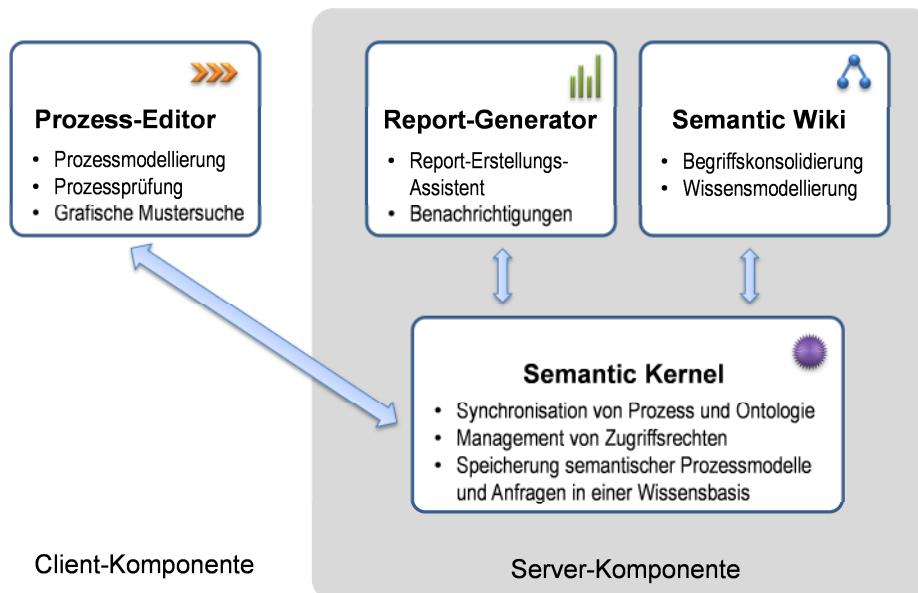 Prozess-Editor
• Prozessmodellierung
• Prozessprüfung
• Grafische Mustersuche
Report-Generator
• Report-Erstellungs-
Assistent
• Benachrichtigungen
Semantic Wiki
• Begriffskonsolidierung
• Wissensmodellierung
Semantic Kernel
• Synchronisation von Prozess und Ontologie
• Management von Zugriffsrechten
• Speicherung semantischer Prozessmodelle
und Anfragen in einer Wissensbasis
Client-Komponente
Server-Komponente